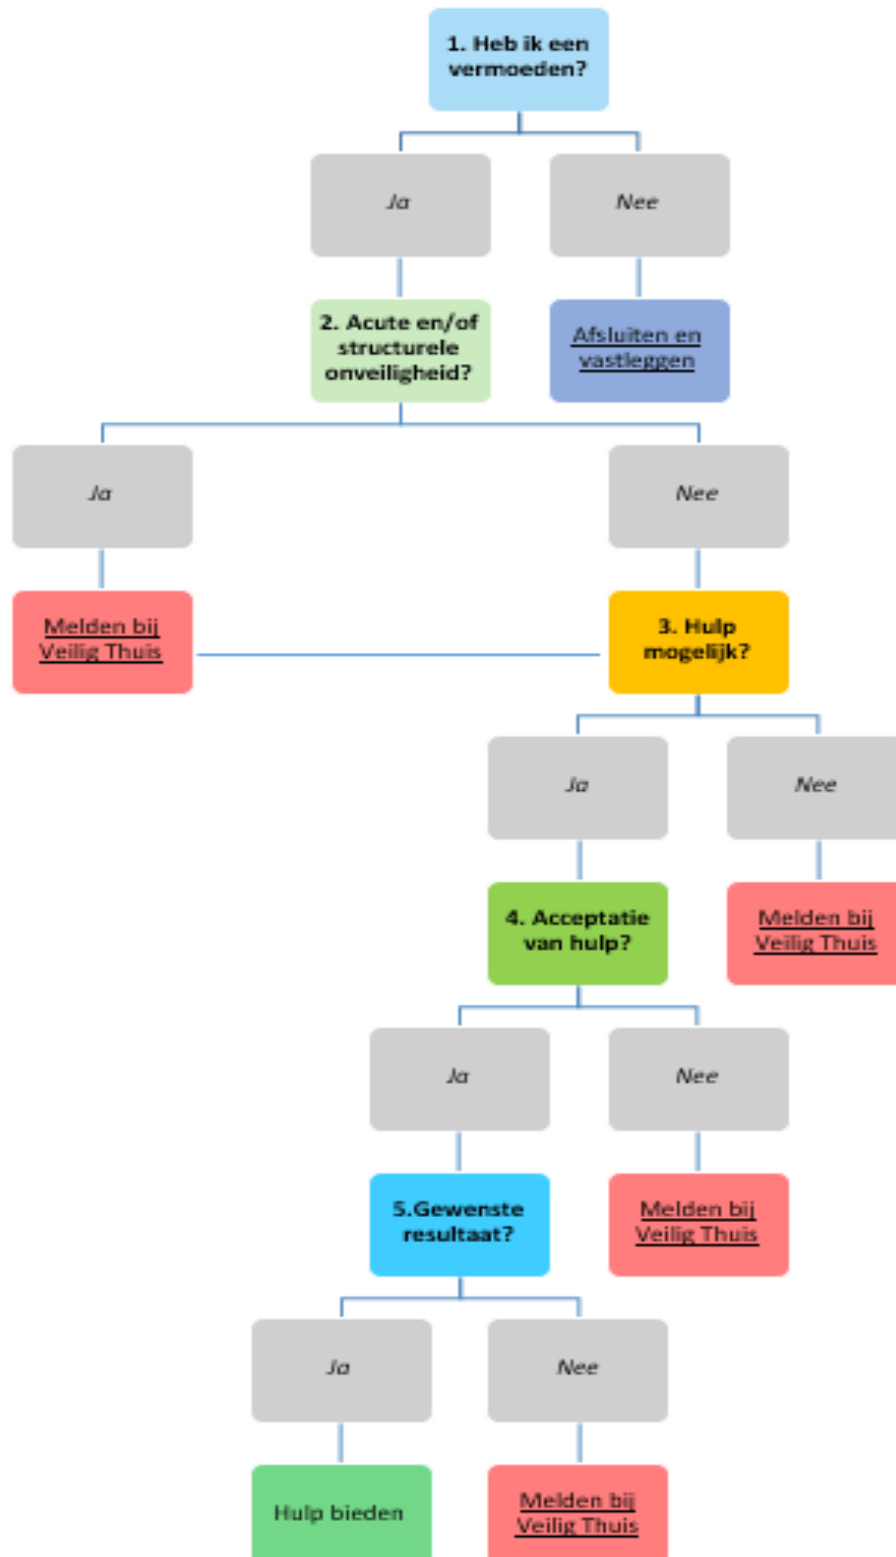 1. Heb ik een
vermoeden?
Ja
Nee
2. Acute en/of
structurele
onveiligheid?
Afsluiten en
vastleggen
Ja
Nee
Melden bij
Veilig Thuis
3. Hulp
mogelijk?
Ja
Nee
4. Acceptatie
van hulp?
Melden bij
Veilig Thuis
Ja
Nee
5.Gewenste
resultaat?
Melden bij
Veilig Thuis
Ja
Nee
Hulp bieden
Melden bij
Veilig Thuis